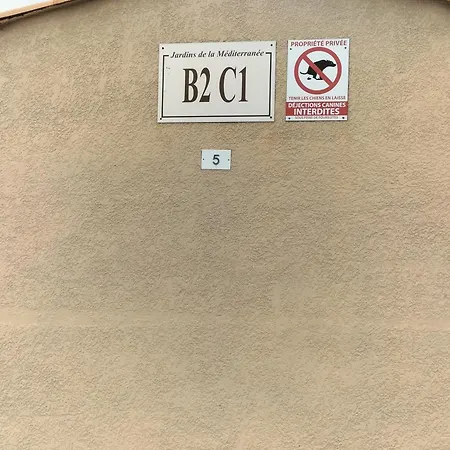 Jardins de la Méditerranée
B2 C1
PROPRIÉTÉ PRIVÉE
TENIR LES CHIENS EN LAISSE
DÉJECTIONS CANINES
INTERDITES
5